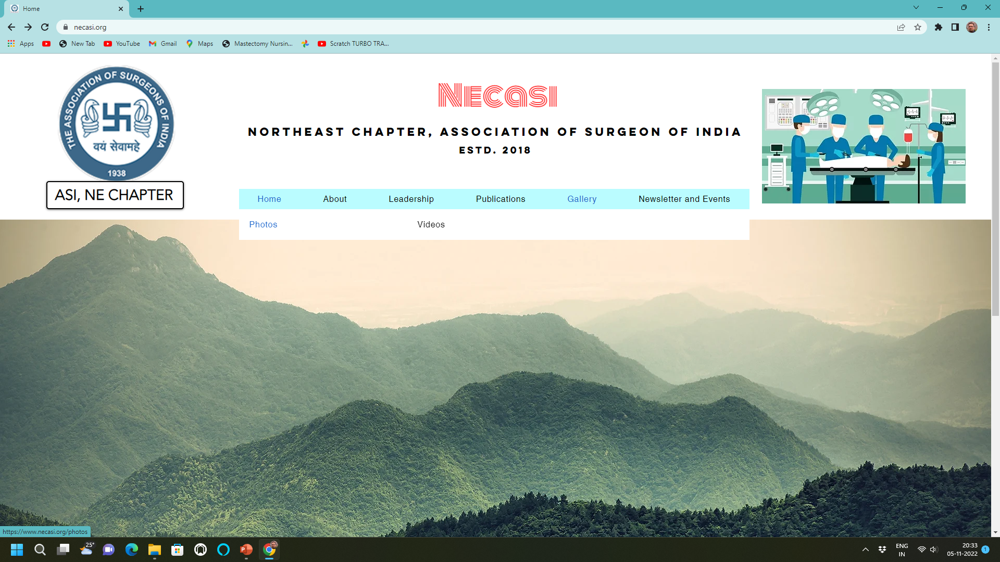 Home
necasi.org
Apps
New Tab
YouTube
Gmail
Maps
Mastectomy Nursin...
Scratch TURBO TRA...
THE ASSOCIATION OF SURGEONS OF INDIA
वयं सेवामहे
1938
ASI, NE CHAPTER
Necasi
NORTHEAST CHAPTER, ASSOCIATION OF SURGEON OF INDIA
ESTD. 2018
Home About Leadership Publications Gallery Newsletter and Events
Photos Videos
https://www.necasi.org/photos
25°
P
ENG
IN
20:33
05-11-2022
1